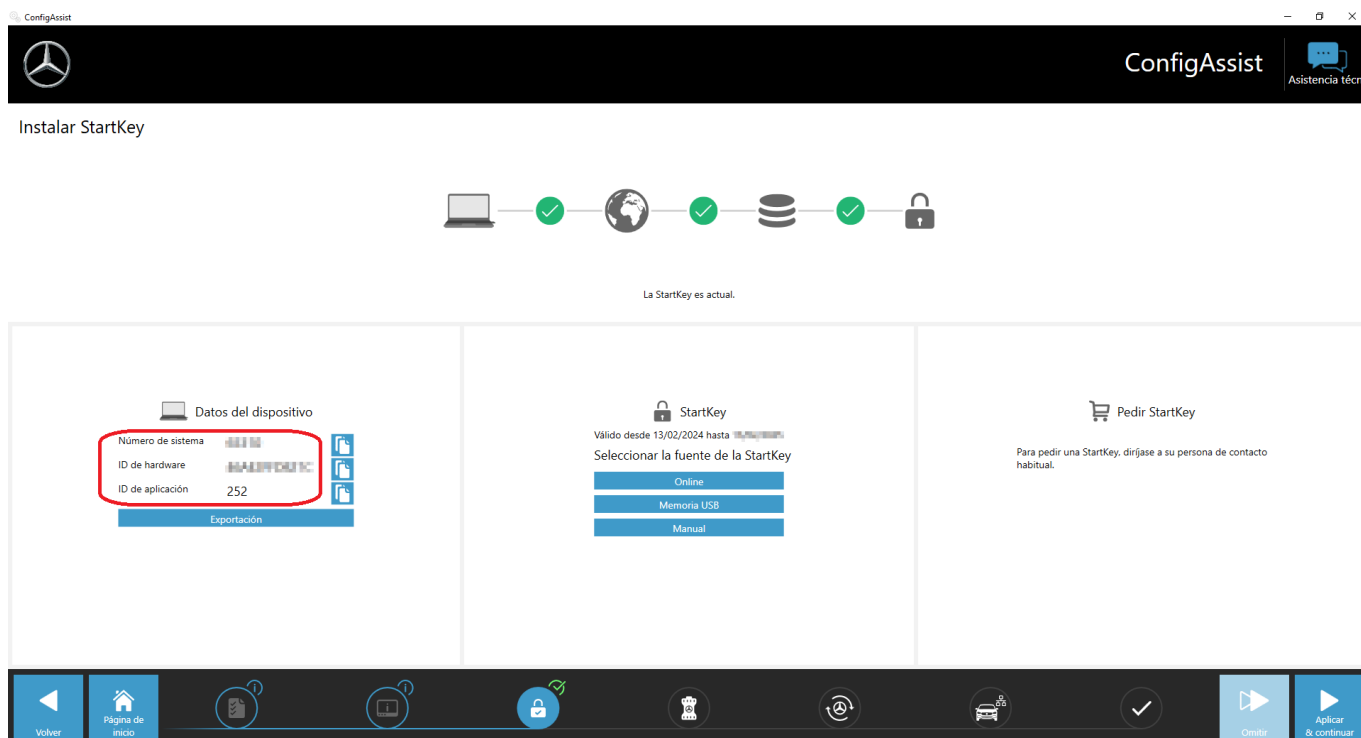 ConfigAssist
ConfigAssist
Asistencia técn
Instalar StartKey
La StartKey es actual.
Datos del dispositivo
Número de sistema
ID de hardware
ID de aplicación 252
Exportación
StartKey
Válido desde 13/02/2024 hasta
Seleccionar la fuente de la StartKey
Online
Memoria USB
Manual
Pedir StartKey
Para pedir una StartKey, diríjase a su persona de contacto
habitual.
Volver
Página de
inicio
Omitir
Aplicar
& continuar